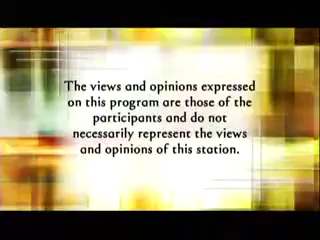 The views and opinions expressed
on this program are those of the
participants and do not
necessarily represent the views
and opinions of this station.